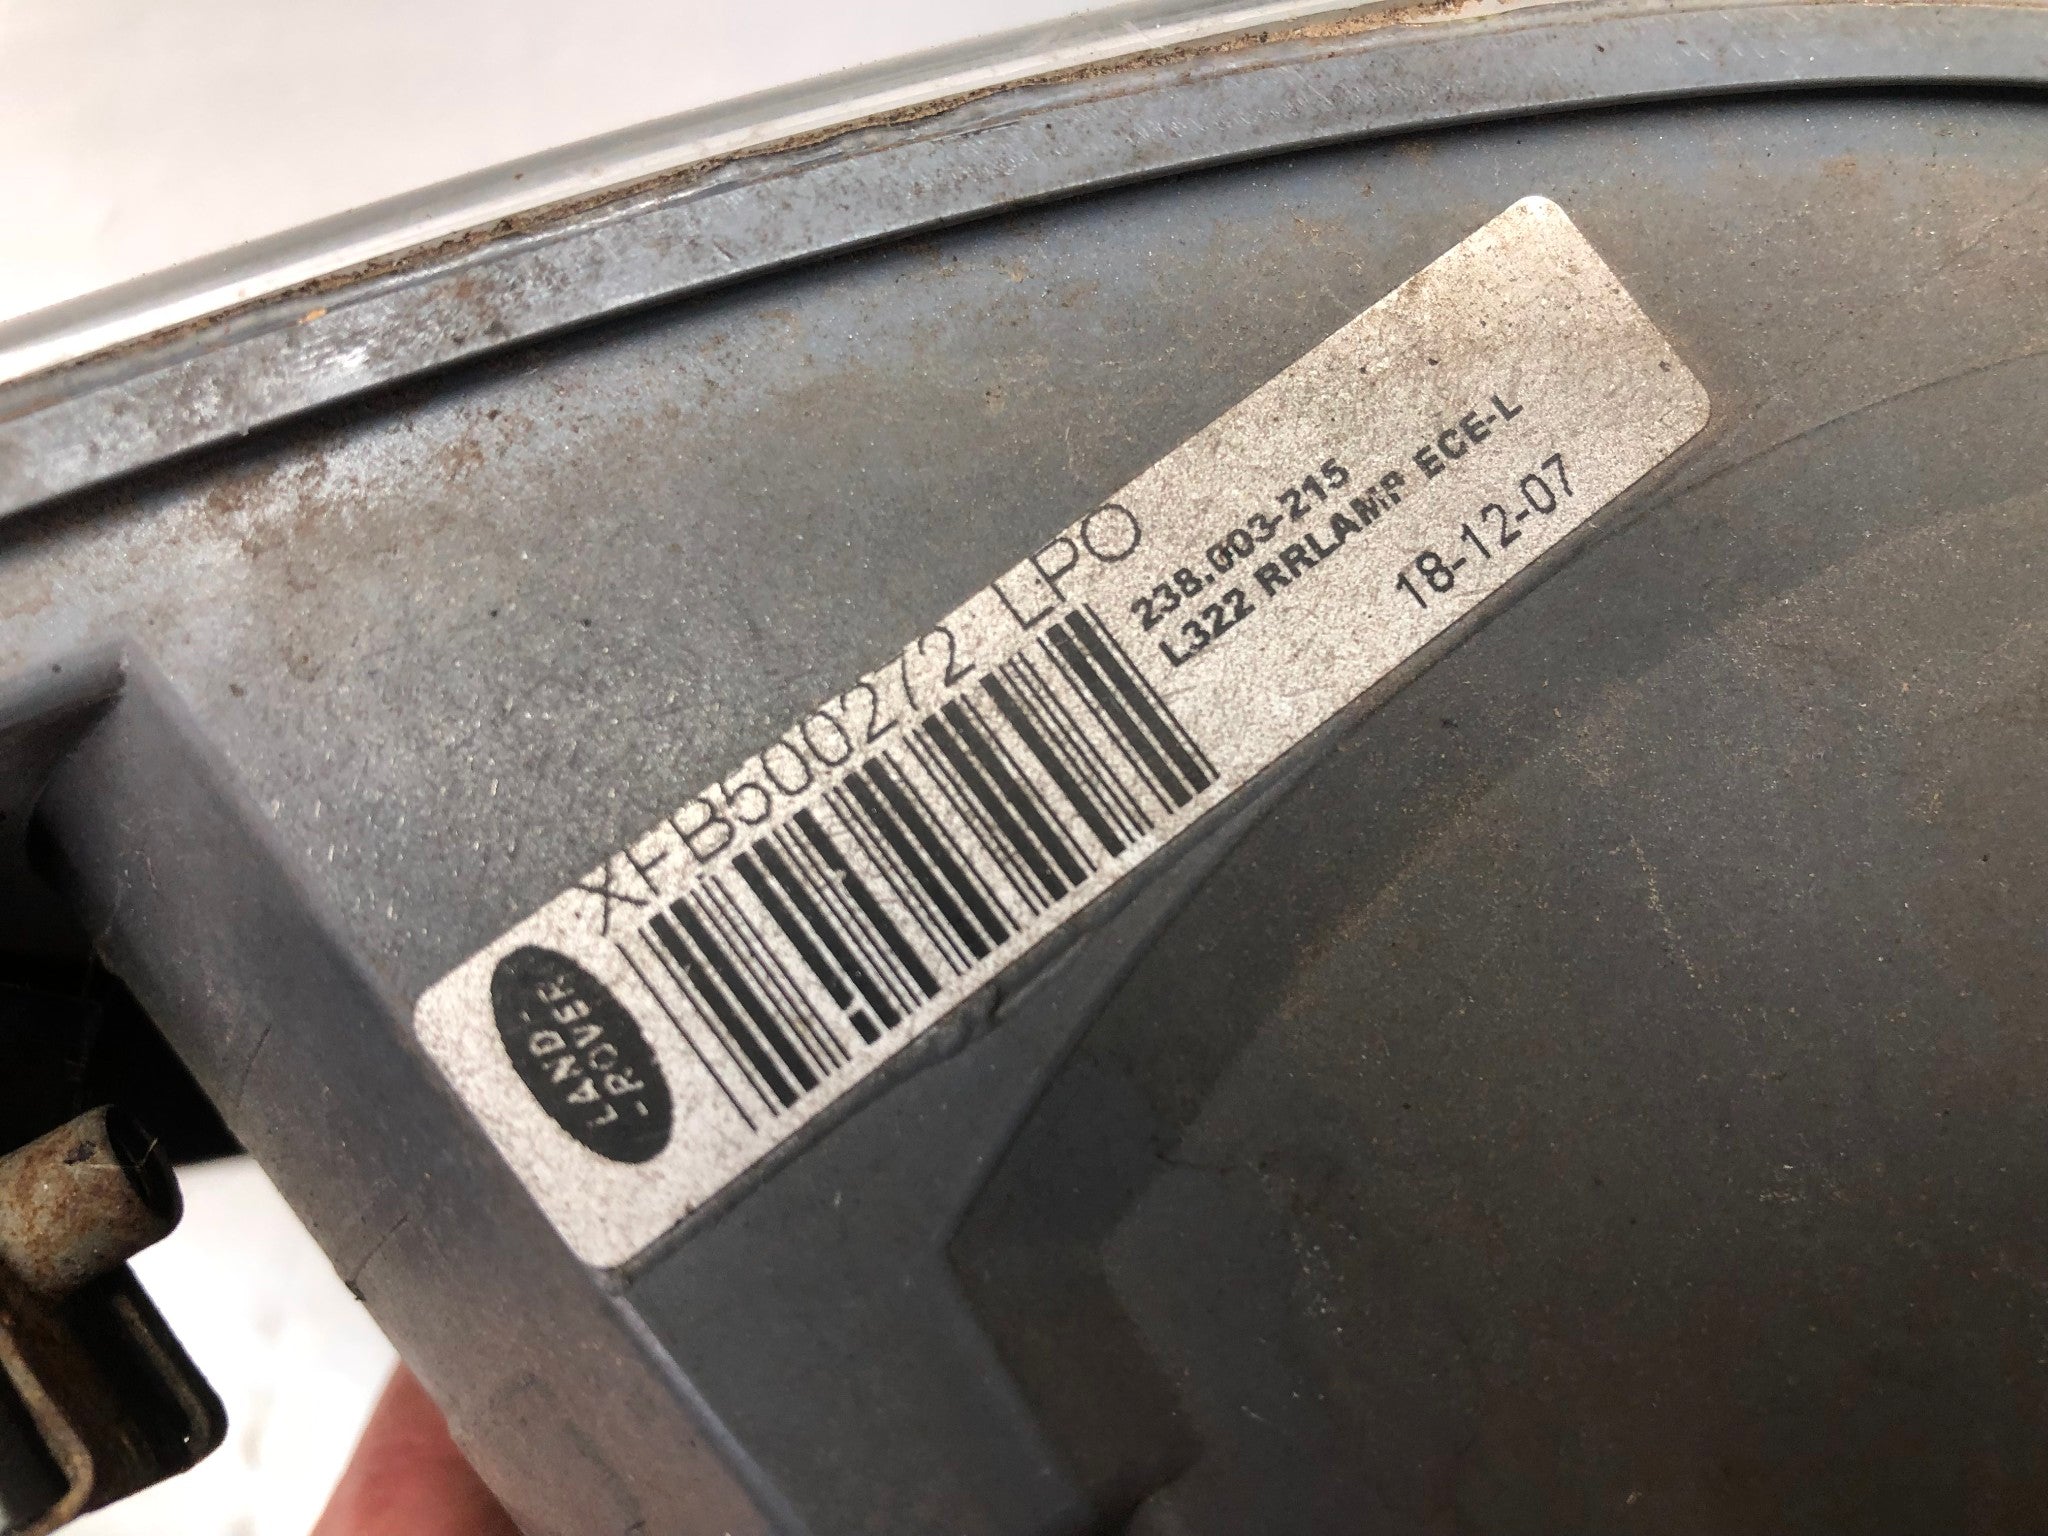 LAND-
-ROVER
XFB500272 LPO
238.003-215
L322 RRLAMP ECE-L
18-12-07